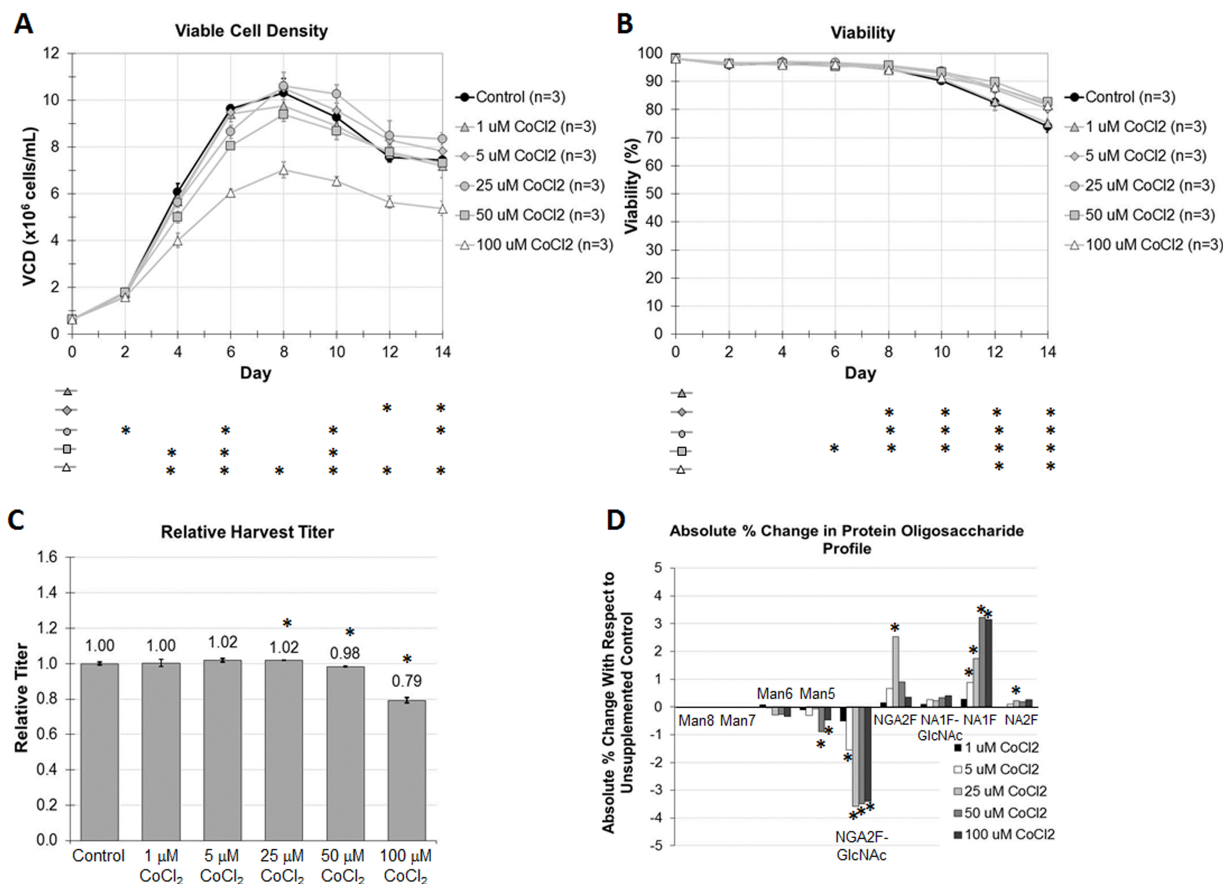 A
Viable Cell Density
12
10
8
6
4
2
0
VCD (x10⁶ cells/mL)
0 2 4 6 8 10 12 14
Day
Control (n=3)
1 uM CoCl2 (n=3)
5 uM CoCl2 (n=3)
25 uM CoCl2 (n=3)
50 uM CoCl2 (n=3)
100 uM CoCl2 (n=3)
* *
* * * *
* * *
* * * * * *
B
Viability
100
90
80
70
60
50
40
30
20
10
0
Viability (%)
0 2 4 6 8 10 12 14
Day
Control (n=3)
1 uM CoCl2 (n=3)
5 uM CoCl2 (n=3)
25 uM CoCl2 (n=3)
50 uM CoCl2 (n=3)
100 uM CoCl2 (n=3)
* * * *
* * * *
* * * * *
* *
C
Relative Harvest Titer
1.6
1.4
1.2
1.0
0.8
0.6
0.4
0.2
0.0
Relative Titer
* * *
1.00 1.00 1.02 1.02 0.98 0.79
Control 1 μM 5 μM 25 μM 50 μM 100 μM
CoCl₂ CoCl₂ CoCl₂ CoCl₂ CoCl₂
D
Absolute % Change in Protein Oligosaccharide
Profile
5
4
3
2
1
0
-1
-2
-3
-4
-5
Absolute % Change With Respect to
Unsupplemented Control
Man8 Man7 Man6 Man5
NGA2F-
GlcNAc
NGA2F
NA1F-
GlcNAc
NA1F
NA2F
* * * * * * * * * * * *
1 uM CoCl2
5 uM CoCl2
25 uM CoCl2
50 uM CoCl2
100 uM CoCl2